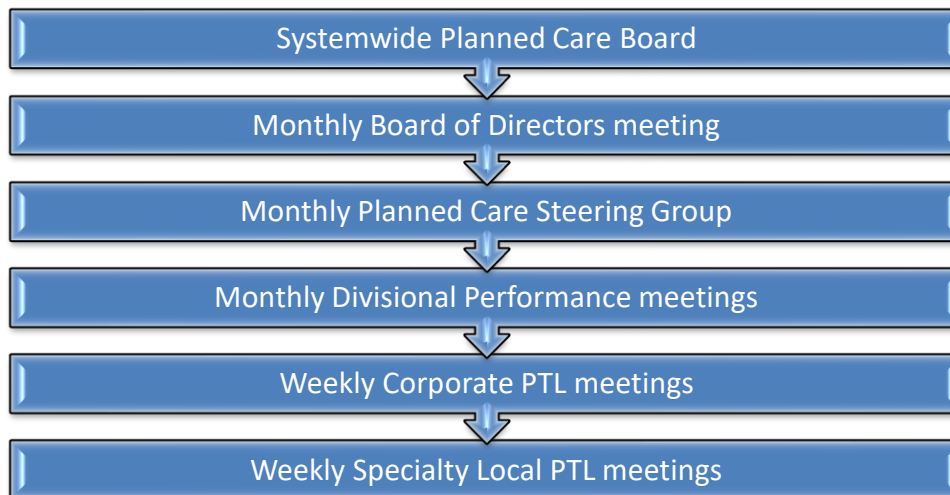 Systemwide Planned Care Board
Monthly Board of Directors meeting
Monthly Planned Care Steering Group
Monthly Divisional Performance meetings
Weekly Corporate PTL meetings
Weekly Specialty Local PTL meetings